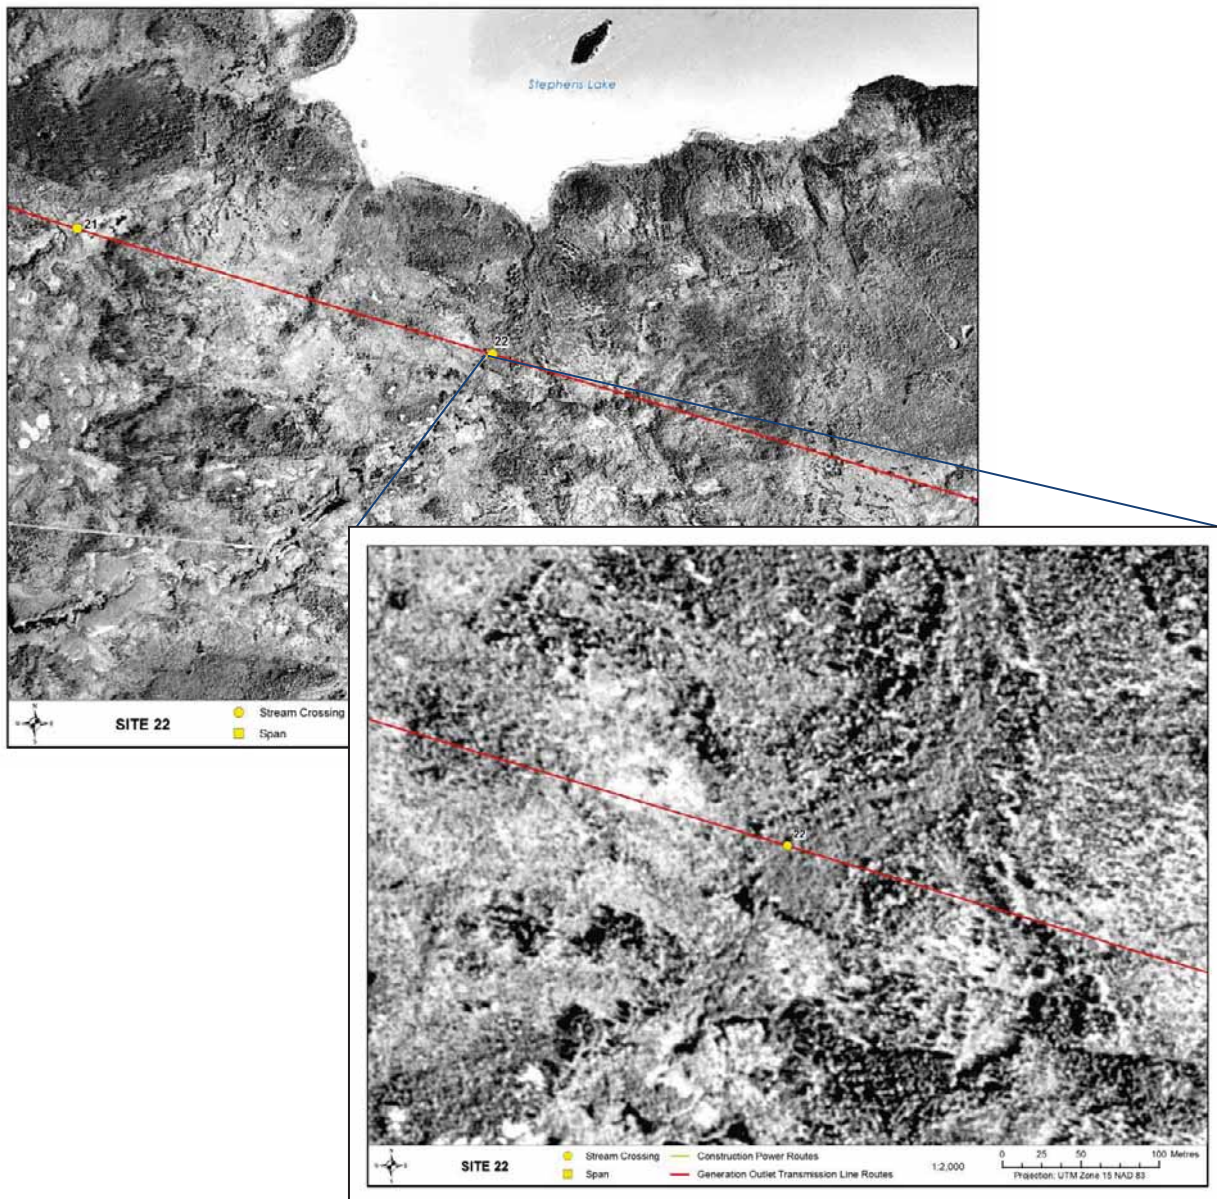 Stephens Lake
21
22
N
SITE 22
Stream Crossing
Span
22
SITE 22
Stream Crossing
Construction Power Routes
Span
Generation Outlet Transmission Line Routes
1:2,000
0 25 50 100 Metres
Projection: UTM Zone 15 NAD 83